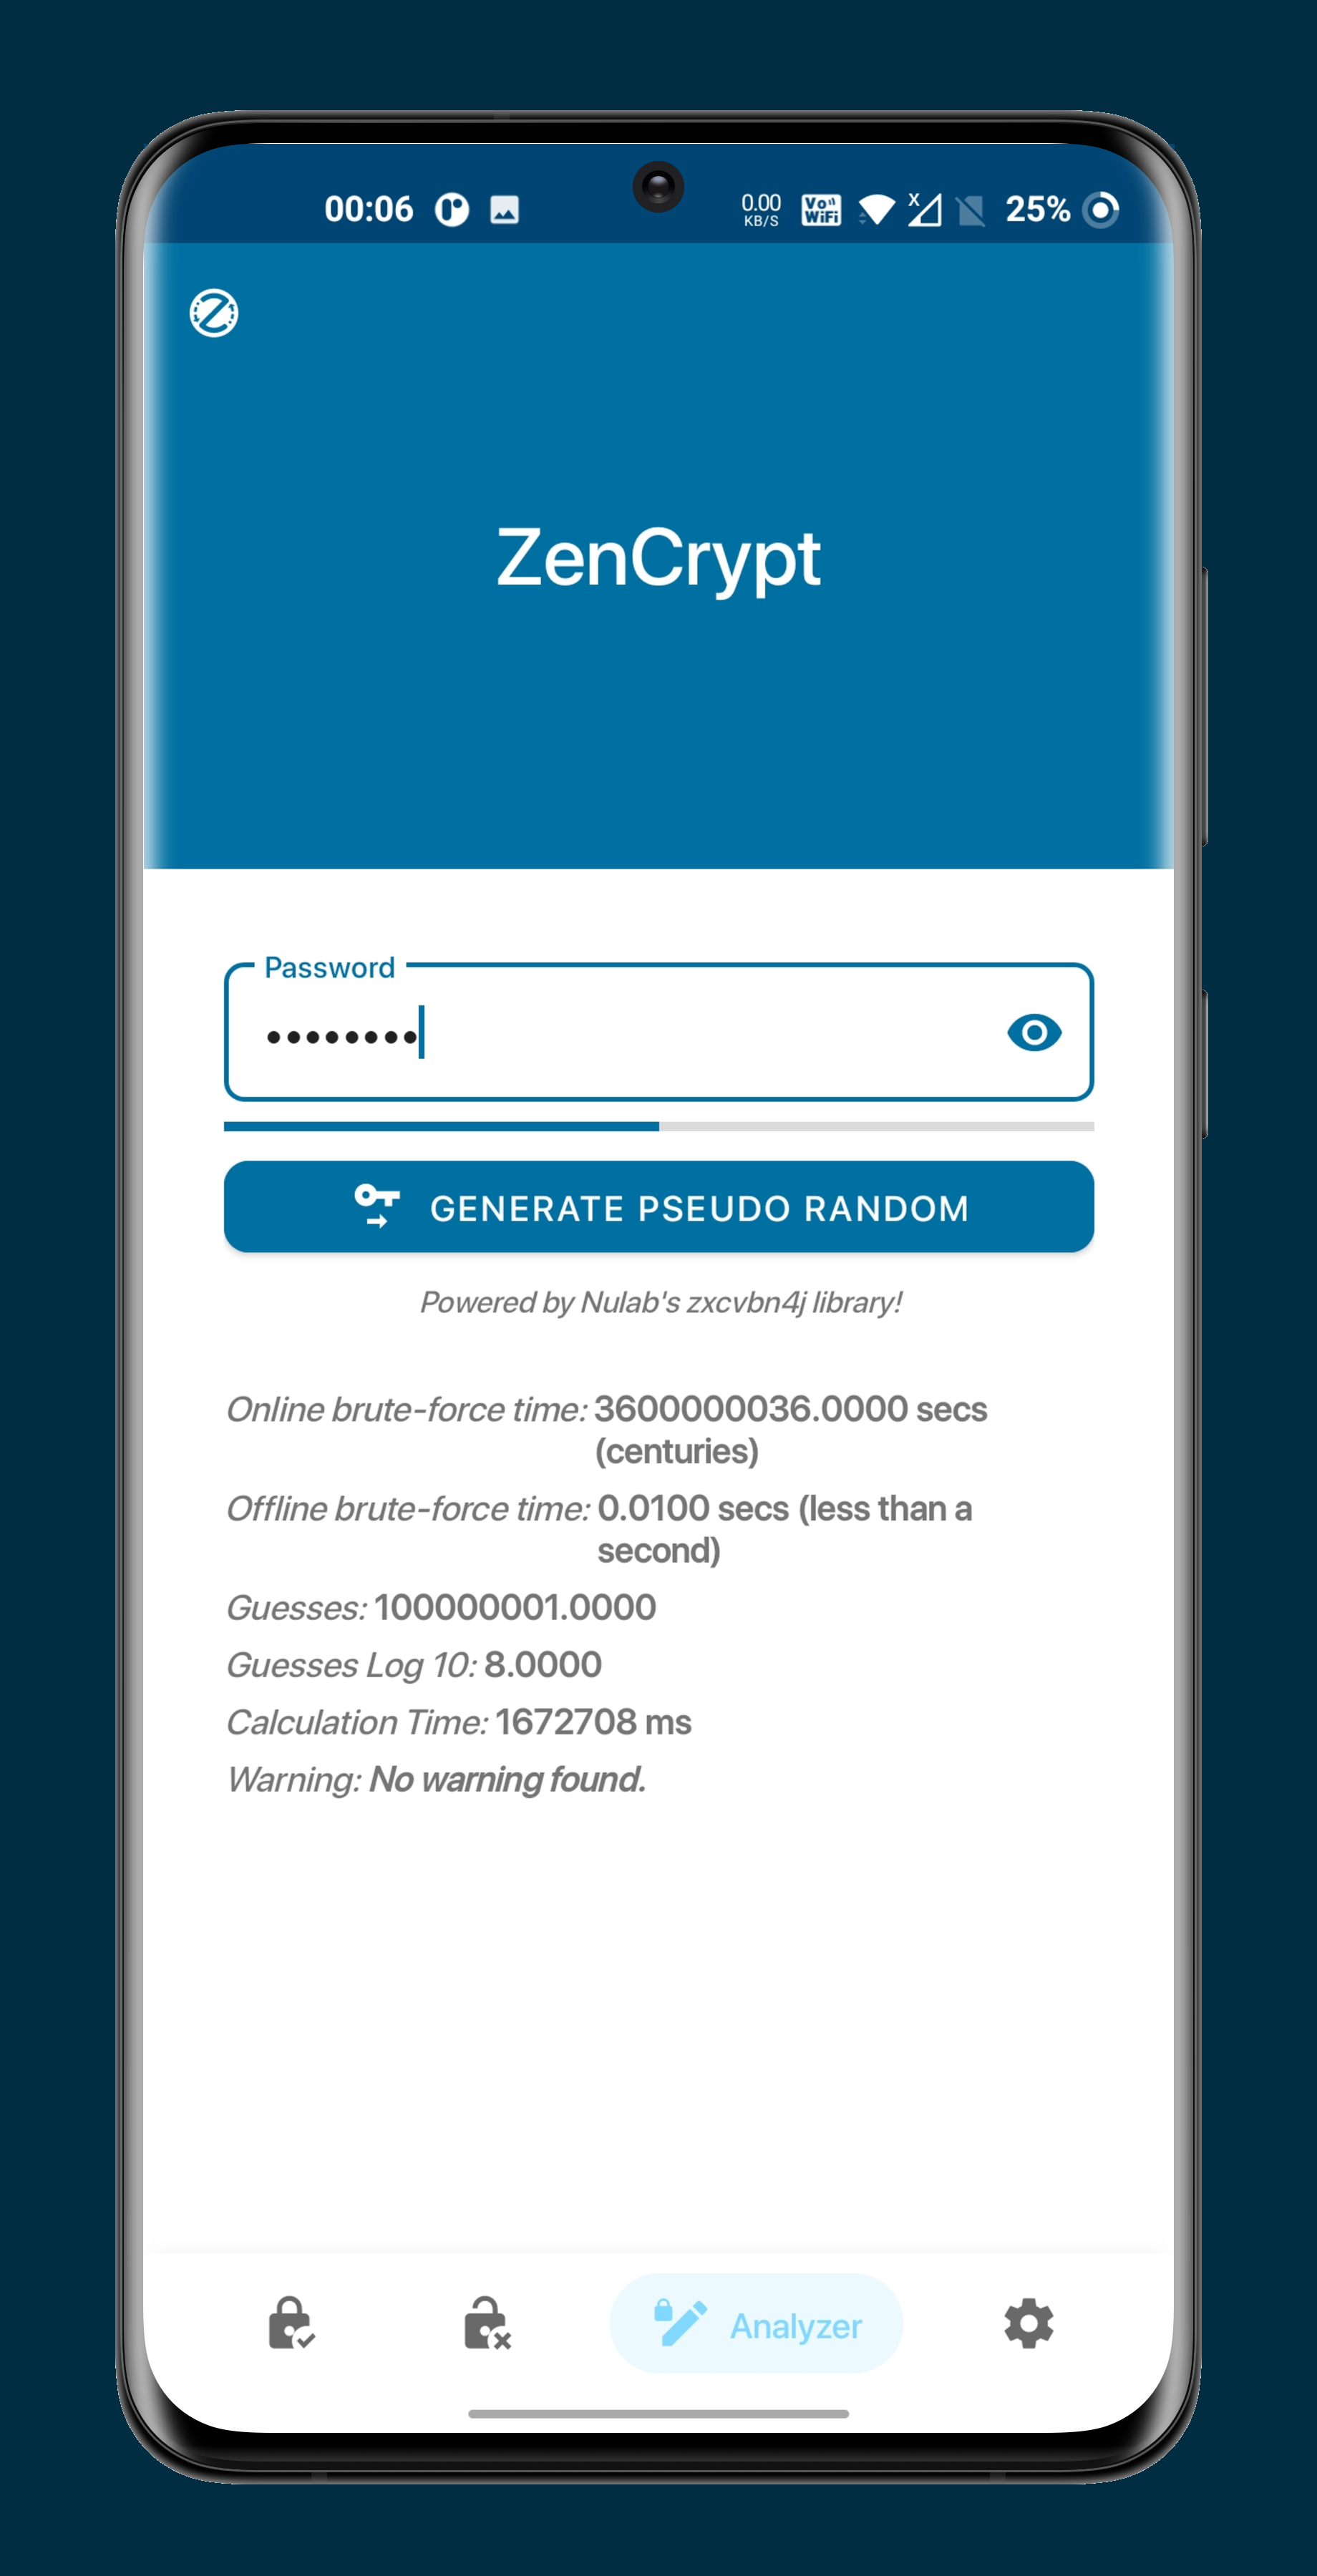 00:06
0.00
KB/S
Vo
WiFi
X
25%
ZenCrypt
Password
••••••••
GENERATE PSEUDO RANDOM
Powered by Nulab's zxcvbn4j library!
Online brute-force time: 3600000036.0000 secs
(centuries)
Offline brute-force time: 0.0100 secs (less than a
second)
Guesses: 100000001.0000
Guesses Log 10: 8.0000
Calculation Time: 1672708 ms
Warning: No warning found.
Analyzer